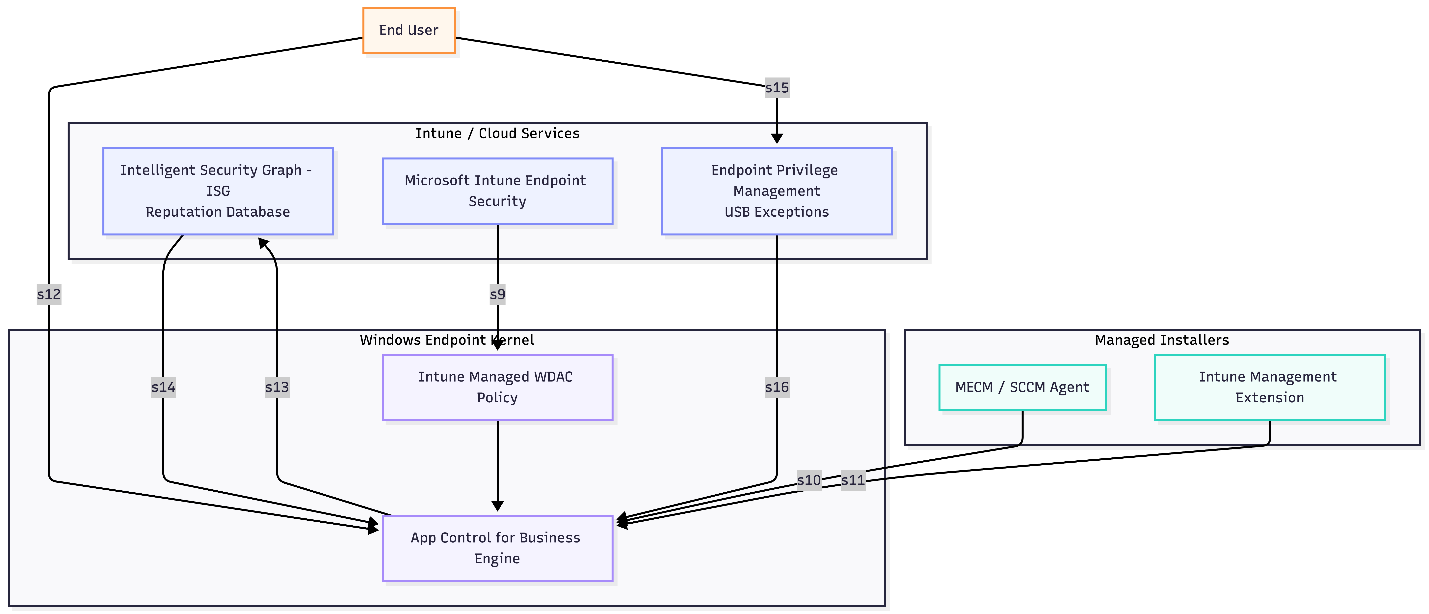 End User
s15
Intune / Cloud Services
Intelligent Security Graph -
ISG
Reputation Database
Microsoft Intune Endpoint
Security
Endpoint Privilege
Management
USB Exceptions
s12
s9
Windows Endpoint Kernel
Managed Installers
Intune Managed WDAC
Policy
MECM / SCCM Agent
Intune Management
Extension
s14
s13
s16
s10
s11
App Control for Business
Engine